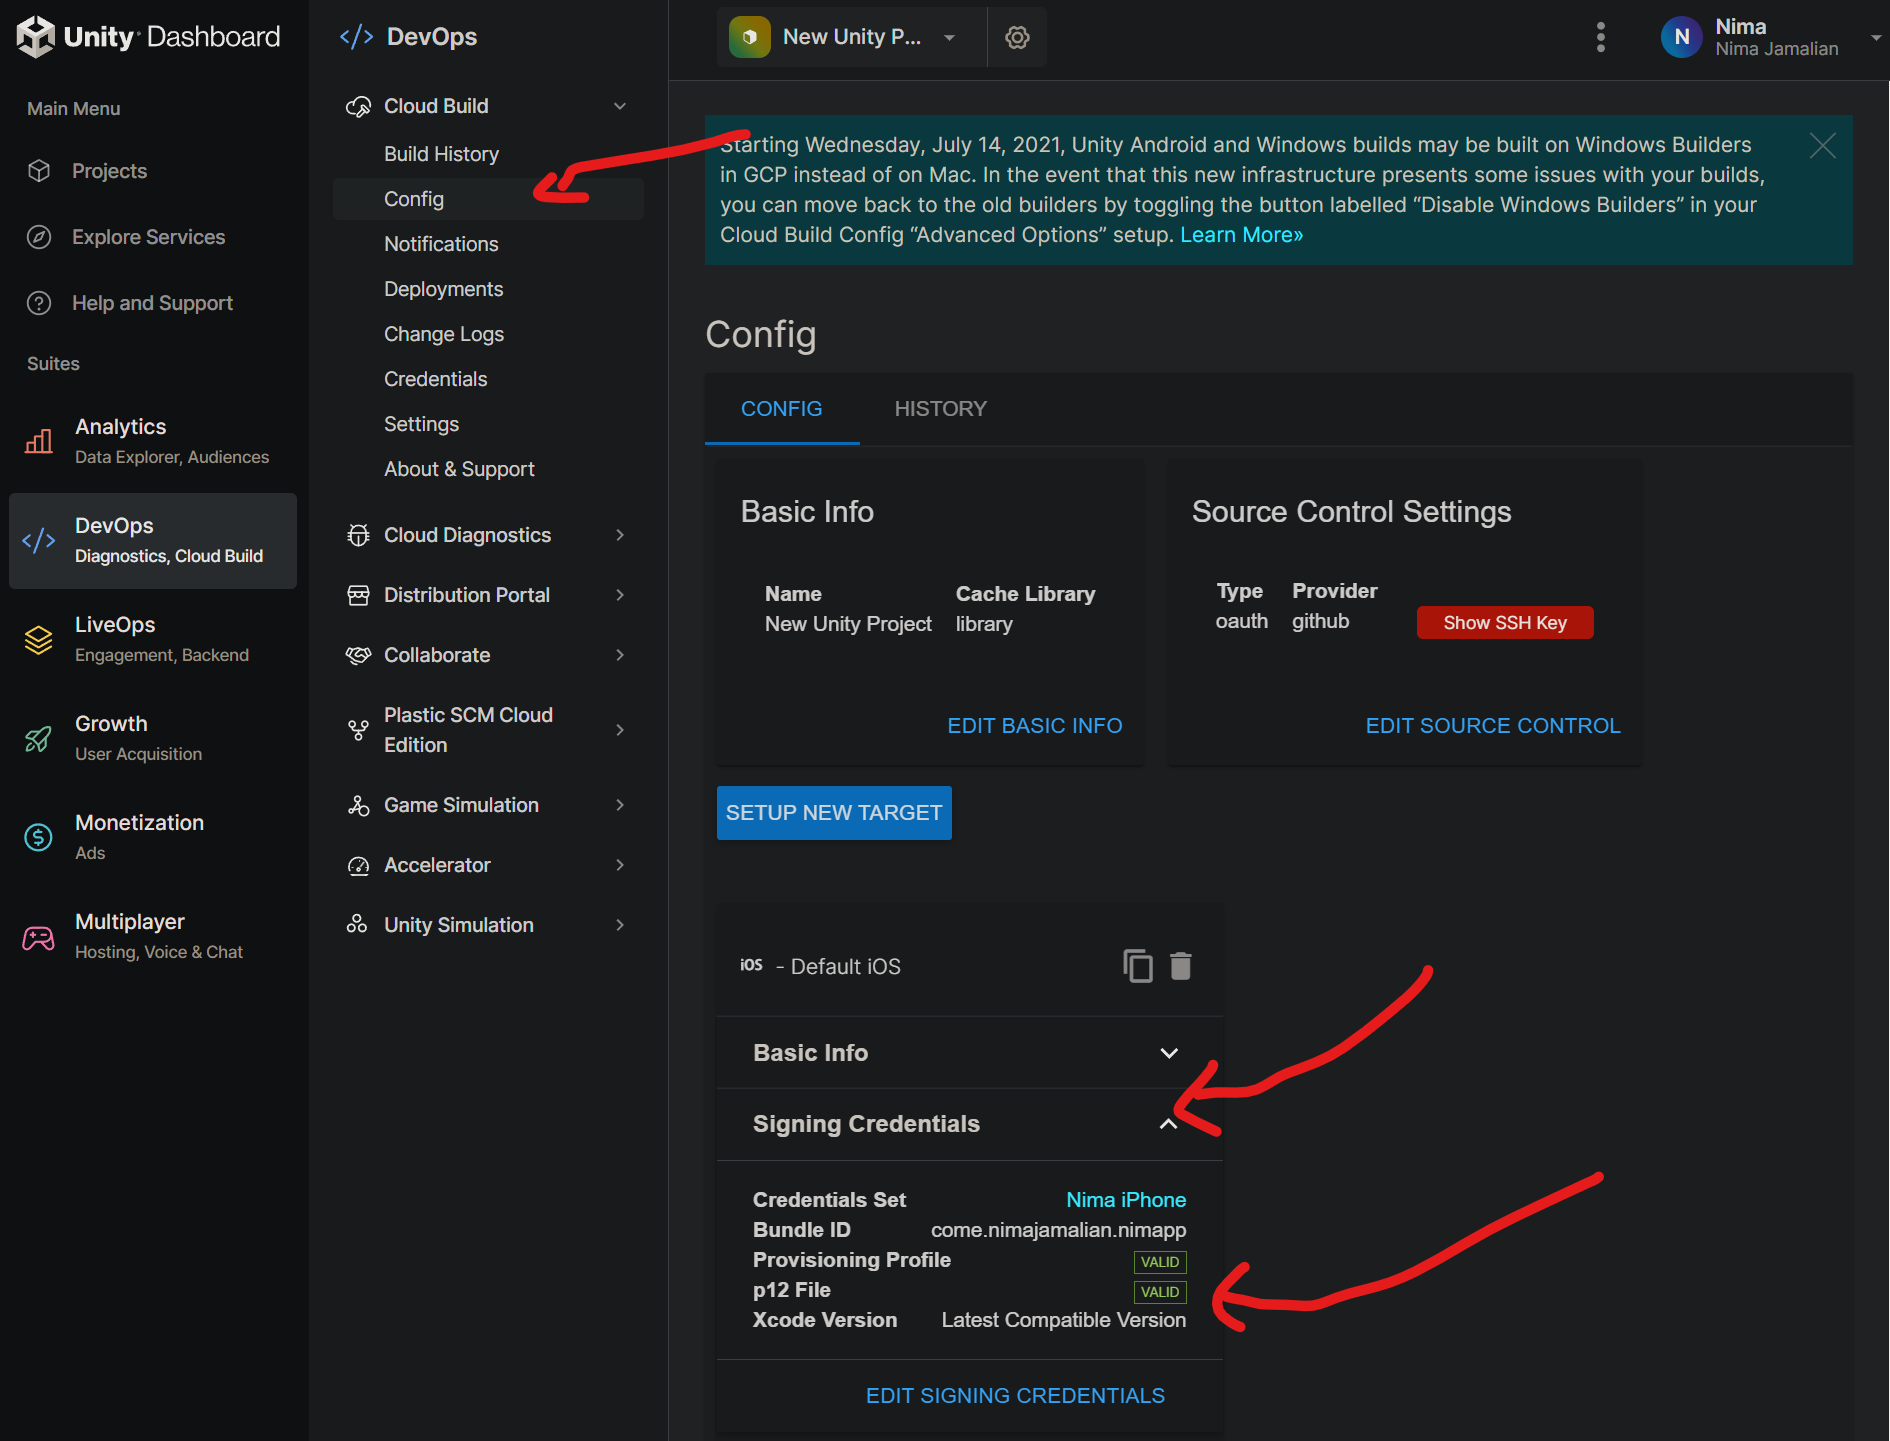 Unity Dashboard
Main Menu
Projects
Explore Services
Help and Support
Suites
Analytics
Data Explorer, Audiences
DevOps
Diagnostics, Cloud Build
LiveOps
Engagement, Backend
Growth
User Acquisition
Monetization
Ads
Multiplayer
Hosting, Voice & Chat
DevOps
Cloud Build
Build History
Config
Notifications
Deployments
Change Logs
Credentials
Settings
About & Support
Cloud Diagnostics
Distribution Portal
Collaborate
Plastic SCM Cloud
Edition
Game Simulation
Accelerator
Unity Simulation
New Unity P...
N
Nima
Nima Jamalian
Starting Wednesday, July 14, 2021, Unity Android and Windows builds may be built on Windows Builders
in GCP instead of on Mac. In the event that this new infrastructure presents some issues with your builds,
you can move back to the old builders by toggling the button labelled “Disable Windows Builders” in your
Cloud Build Config “Advanced Options” setup. Learn More»
Config
CONFIG
HISTORY
Basic Info
Name
Cache Library
New Unity Project
library
EDIT BASIC INFO
Source Control Settings
Type
Provider
oauth
github
Show SSH Key
EDIT SOURCE CONTROL
SETUP NEW TARGET
iOS - Default iOS
Basic Info
Signing Credentials
Credentials Set Nima iPhone
Bundle ID come.nimajamalian.nimapp
Provisioning Profile VALID
p12 File VALID
Xcode Version Latest Compatible Version
EDIT SIGNING CREDENTIALS